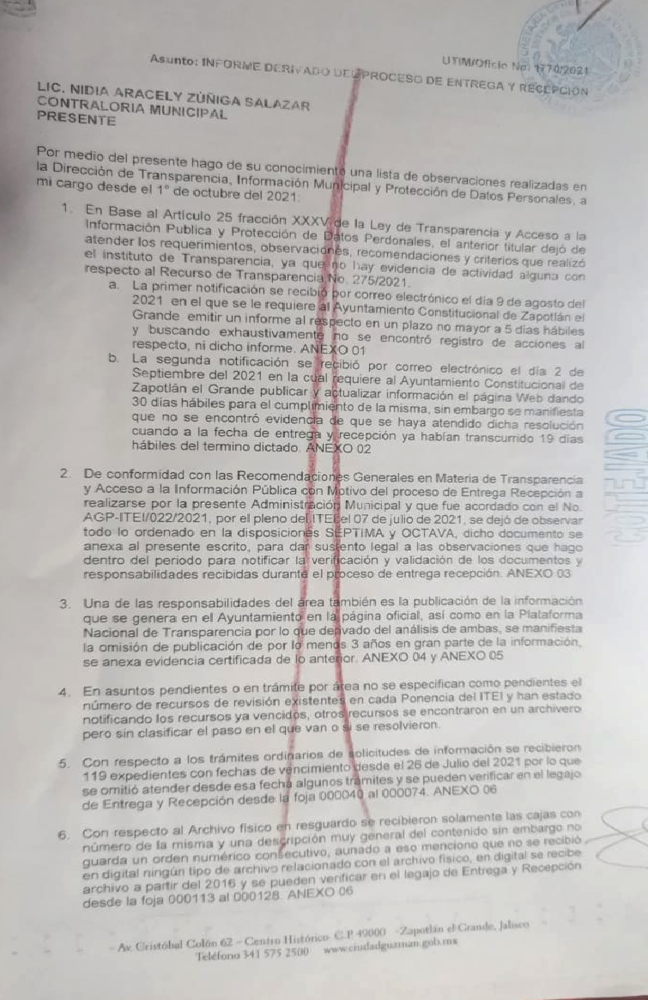 UTIM/Oficio No. 1770/2021
Asunto: INFORME DERIVADO DEL PROCESO DE ENTREGA Y RECEPCIÓN
LIC. NIDIA ARACELY ZÚÑIGA SALAZAR
CONTRALORIA MUNICIPAL
PRESENTE
Por medio del presente hago de su conocimiento una lista de observaciones realizadas en
la Dirección de Transparencia, Información Municipal y Protección de Datos Personales, a
mi cargo desde el 1° de octubre del 2021.
1. En Base al Artículo 25 fracción XXXV de la Ley de Transparencia y Acceso a la
Información Publica y Protección de Datos Perdonales, el anterior titular dejó de
atender los requerimientos, observaciones, recomendaciones y criterios que realizó
el instituto de Transparencia, ya que no hay evidencia de actividad alguna con
respecto al Recurso de Transparencia No. 275/2021.
a. La primer notificación se recibió por correo electrónico el día 9 de agosto del
2021 en el que se le requiere al Ayuntamiento Constitucional de Zapotlán el
Grande emitir un informe al respecto en un plazo no mayor a 5 días hábiles
y buscando exhaustivamente no se encontró registro de acciones al
respecto, ni dicho informe. ANEXO 01
b. La segunda notificación se recibió por correo electrónico el día 2 de
Septiembre del 2021 en la cual requiere al Ayuntamiento Constitucional de
Zapotlán el Grande publicar y actualizar información el página Web dando
30 días hábiles para el cumplimiento de la misma, sin embargo se manifiesta
que no se encontró evidencia de que se haya atendido dicha resolución
cuando a la fecha de entrega y recepción ya habían transcurrido 19 días
hábiles del termino dictado. ANEXO 02
2. De conformidad con las Recomendaciones Generales en Materia de Transparencia
y Acceso a la Información Pública con Motivo del proceso de Entrega Recepción a
realizarse por la presente Administración Municipal y que fue acordado con el No.
AGP-ITEI/022/2021, por el pleno del ITEI el 07 de julio de 2021, se dejó de observar
todo lo ordenado en la disposiciones SÉPTIMA y OCTAVA, dicho documento se
anexa al presente escrito, para dar sustento legal a las observaciones que hago
dentro del periodo para notificar la verificación y validación de los documentos y
responsabilidades recibidas durante el proceso de entrega recepción. ANEXO 03
3. Una de las responsabilidades del área también es la publicación de la información
que se genera en el Ayuntamiento en la página oficial, así como en la Plataforma
Nacional de Transparencia por lo que derivado del análisis de ambas, se manifiesta
la omisión de publicación de por lo menos 3 años en gran parte de la información,
se anexa evidencia certificada de lo anterior. ANEXO 04 y ANEXO 05
4. En asuntos pendientes o en trámite por área no se especifican como pendientes el
número de recursos de revisión existentes en cada Ponencia del ITEI y han estado
notificando los recursos ya vencidos, otros recursos se encontraron en un archivero
pero sin clasificar el paso en el que van o si se resolvieron.
5. Con respecto a los trámites ordinarios de solicitudes de información se recibieron
119 expedientes con fechas de vencimiento desde el 26 de Julio del 2021 por lo que
se omitió atender desde esa fecha algunos trámites y se pueden verificar en el legajo
de Entrega y Recepción desde la foja 000040 al 000074. ANEXO 06
6. Con respecto al Archivo físico en resguardo se recibieron solamente las cajas con
número de la misma y una descripción muy general del contenido sin embargo no
guarda un orden numérico consecutivo, aunado a eso menciono que no se recibió
en digital ningún tipo de archivo relacionado con el archivo físico, en digital se recibe
archivo a partir del 2016 y se pueden verificar en el legajo de Entrega y Recepción
desde la foja 000113 al 000128. ANEXO 06
COTEJADO
Av. Cristóbal Colón 62 - Centro Histórico C.P. 49000 -Zapotlán el Grande, Jalisco
Teléfono 341 575 2500 www.ciudadguzman.gob.mx